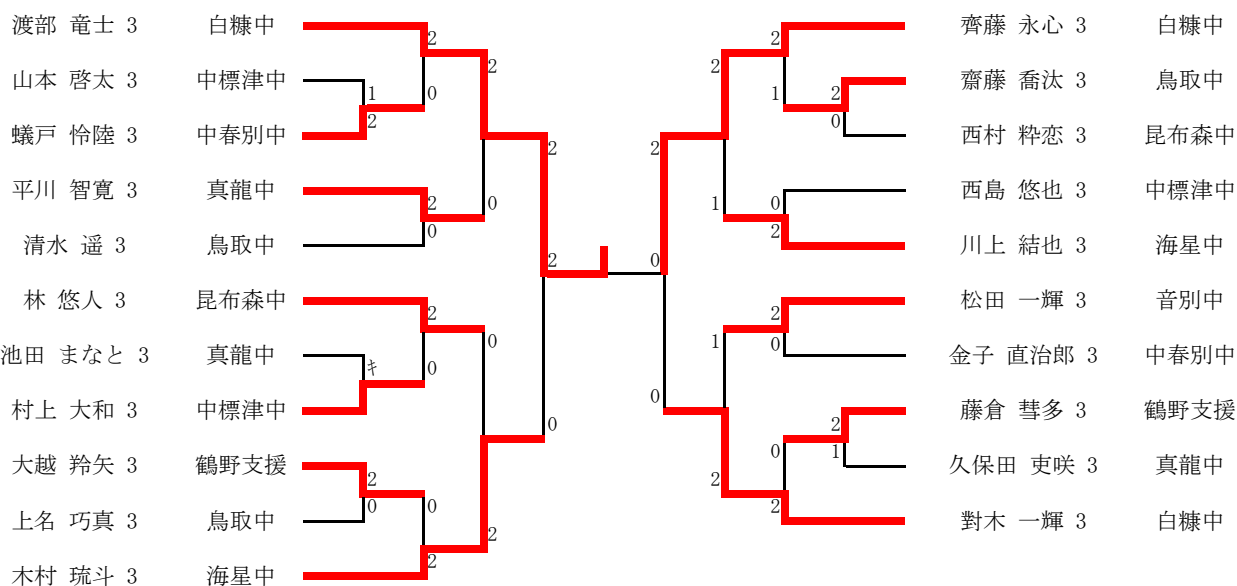 渡部 竜士 3 白糠中
山本 啓太 3 中標津中
蟻戸 怜陸 3 中春別中
平川 智寛 3 真龍中
清水 遥 3 鳥取中
林 悠人 3 昆布森中
池田 まなと 3 真龍中
村上 大和 3 中標津中
大越 羚矢 3 鶴野支援
上名 巧真 3 鳥取中
木村 琉斗 3 海星中
2
1
2
0
2
2
0
0
2
2
2
0
0
ｷ
0
2
0
0
2
2
0
2
2
1
2
0
2
1
0
2
0
2
0
1
0
2
0
2
1
2
齊藤 永心 3 白糠中
齋藤 喬汰 3 鳥取中
西村 粋恋 3 昆布森中
西島 悠也 3 中標津中
川上 結也 3 海星中
松田 一輝 3 音別中
金子 直治郎 3 中春別中
藤倉 彗多 3 鶴野支援
久保田 吏咲 3 真龍中
對木 一輝 3 白糠中